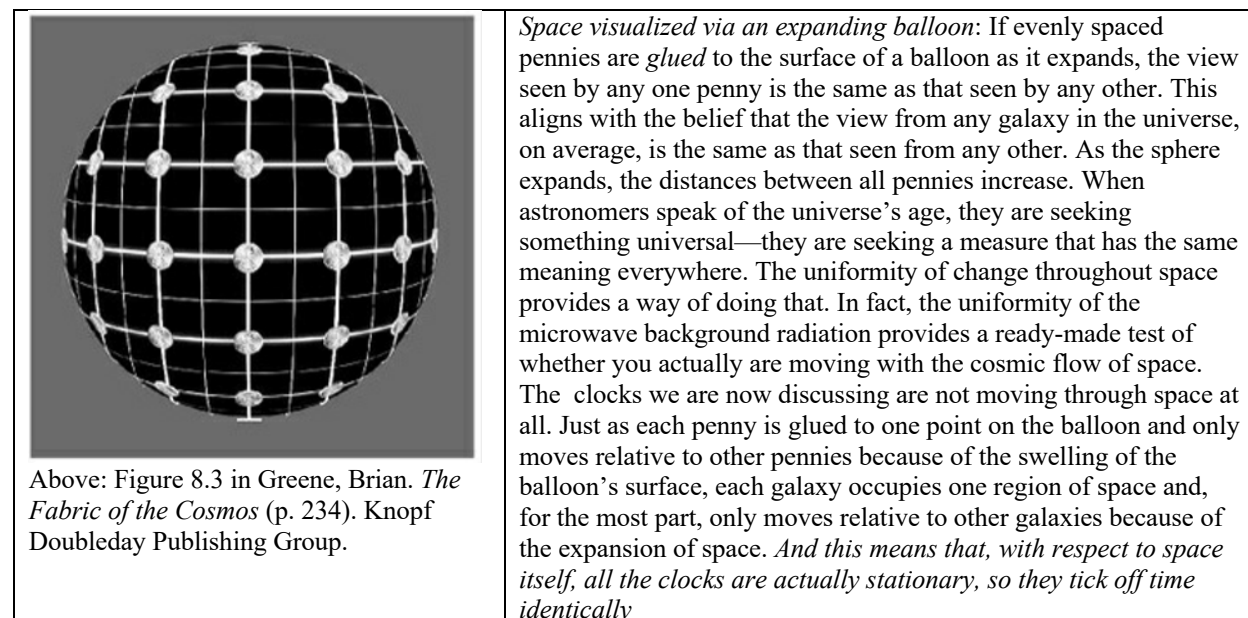 Space visualized via an expanding balloon: If evenly spaced
pennies are glued to the surface of a balloon as it expands, the view
seen by any one penny is the same as that seen by any other. This
aligns with the belief that the view from any galaxy in the universe,
on average, is the same as that seen from any other. As the sphere
expands, the distances between all pennies increase. When
astronomers speak of the universe’s age, they are seeking
something universal—they are seeking a measure that has the same
meaning everywhere. The uniformity of change throughout space
provides a way of doing that. In fact, the uniformity of the
microwave background radiation provides a ready-made test of
whether you actually are moving with the cosmic flow of space.
The  clocks we are now discussing are not moving through space at
all. Just as each penny is glued to one point on the balloon and only
moves relative to other pennies because of the swelling of the
balloon’s surface, each galaxy occupies one region of space and,
for the most part, only moves relative to other galaxies because of
the expansion of space. And this means that, with respect to space
itself, all the clocks are actually stationary, so they tick off time
identically
Above: Figure 8.3 in Greene, Brian. The
Fabric of the Cosmos (p. 234). Knopf
Doubleday Publishing Group.